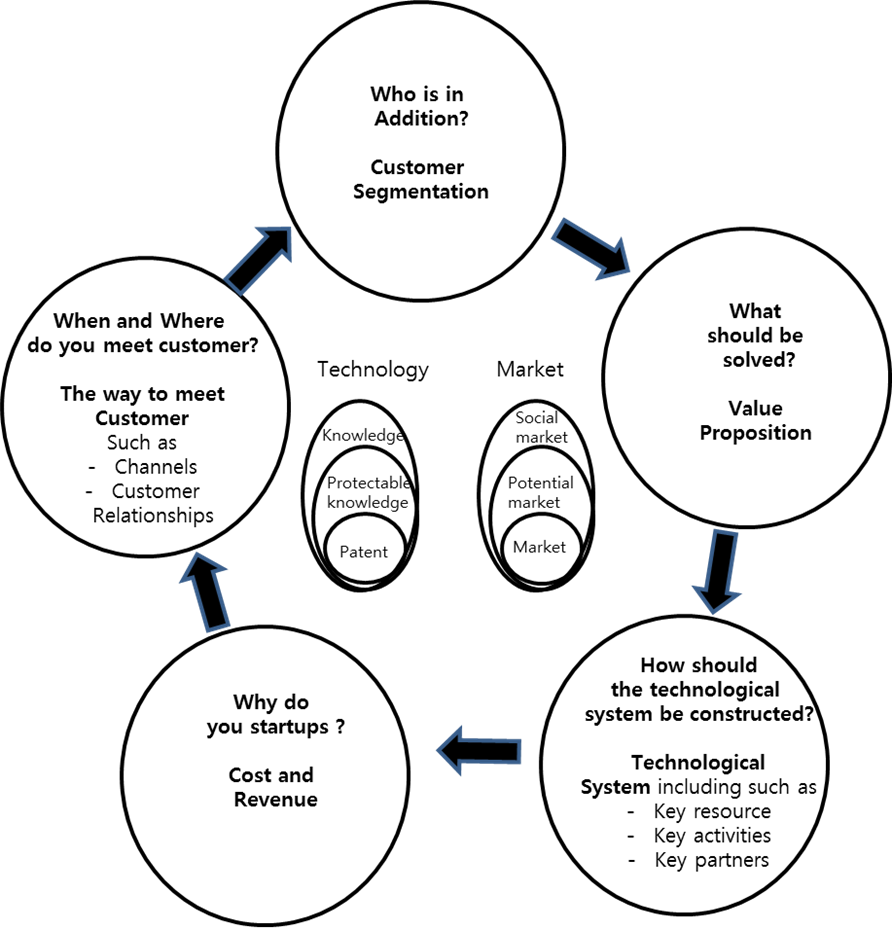 Who is in
Addition?
Customer
Segmentation
What
should be
solved?
Value
Proposition
How should
the technological
system be constructed?
Technological
System including such as
- Key resource
- Key activities
- Key partners
Why do
you startups ?
Cost and
Revenue
When and Where
do you meet customer?
The way to meet
Customer
Such as
- Channels
- Customer
Relationships
Technology
Knowledge
Protectable
knowledge
Patent
Market
Social
market
Potential
market
Market